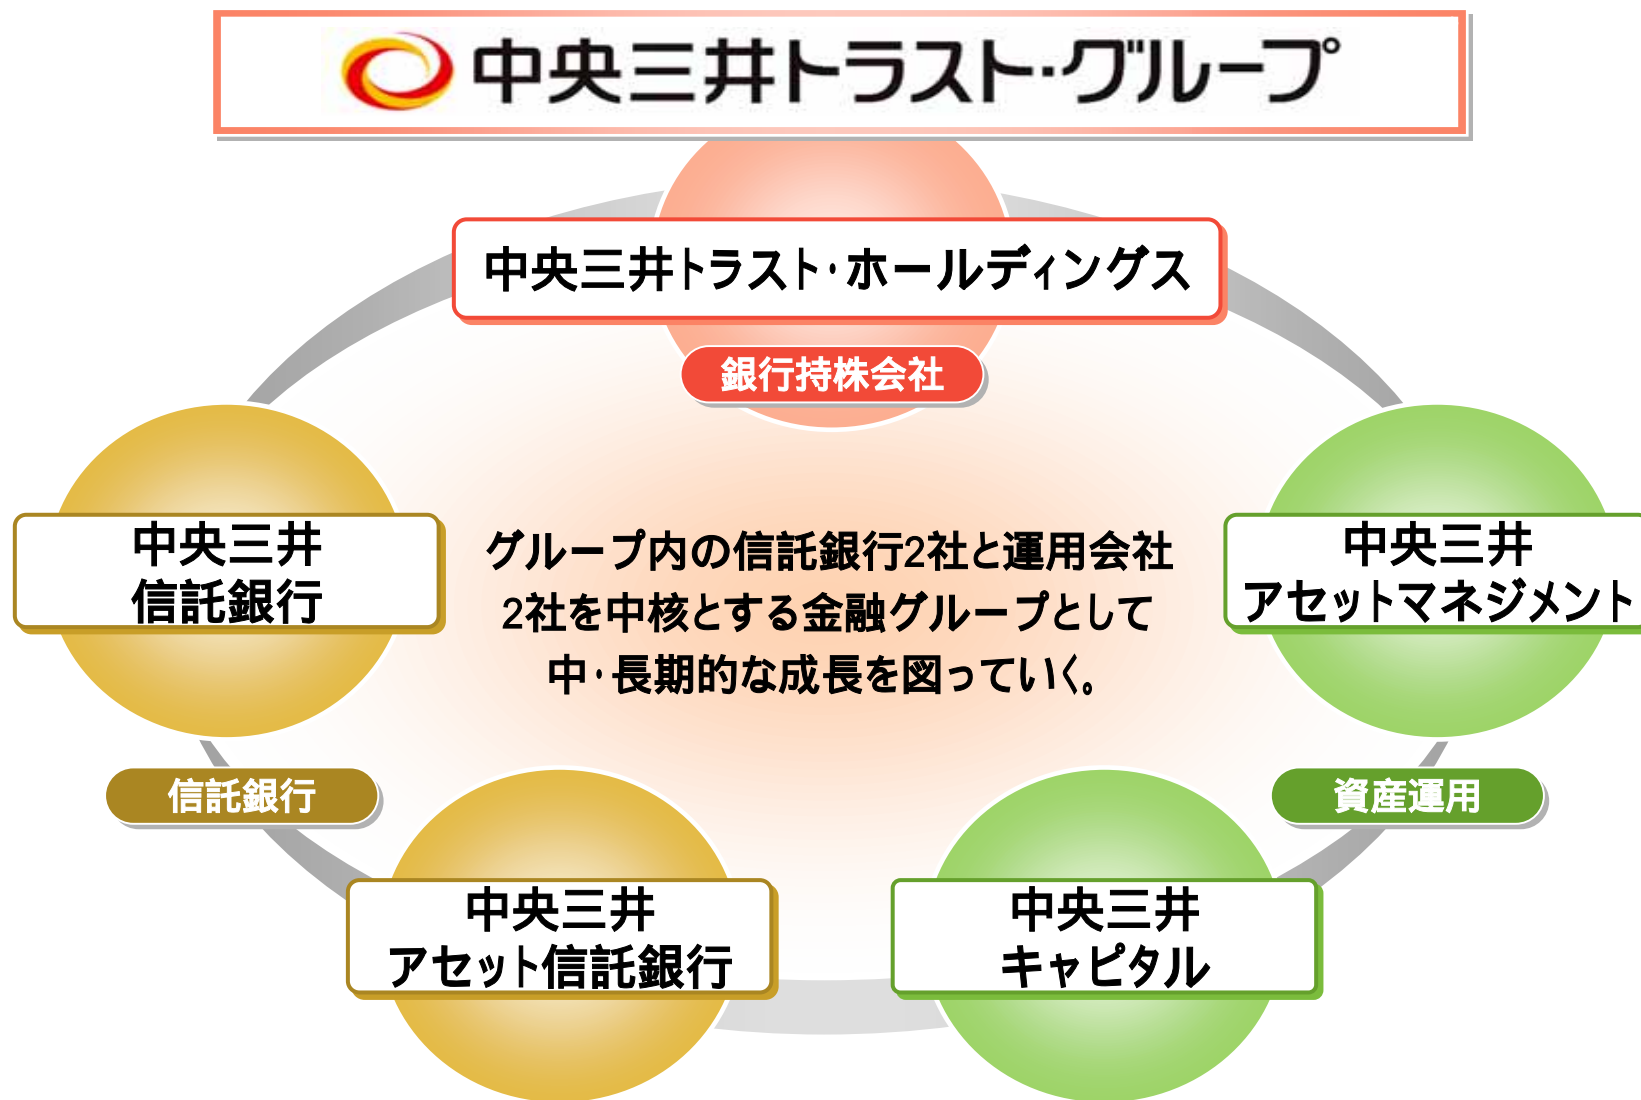 中央三井トラスト・グループ
中央三井トラスト・ホールディングス
銀行持株会社
中央三井
信託銀行
グループ内の信託銀行2社と運用会社
2社を中核とする金融グループとして
中・長期的な成長を図っていく。
中央三井
アセットマネジメント
信託銀行
資産運用
中央三井
アセット信託銀行
中央三井
キャピタル